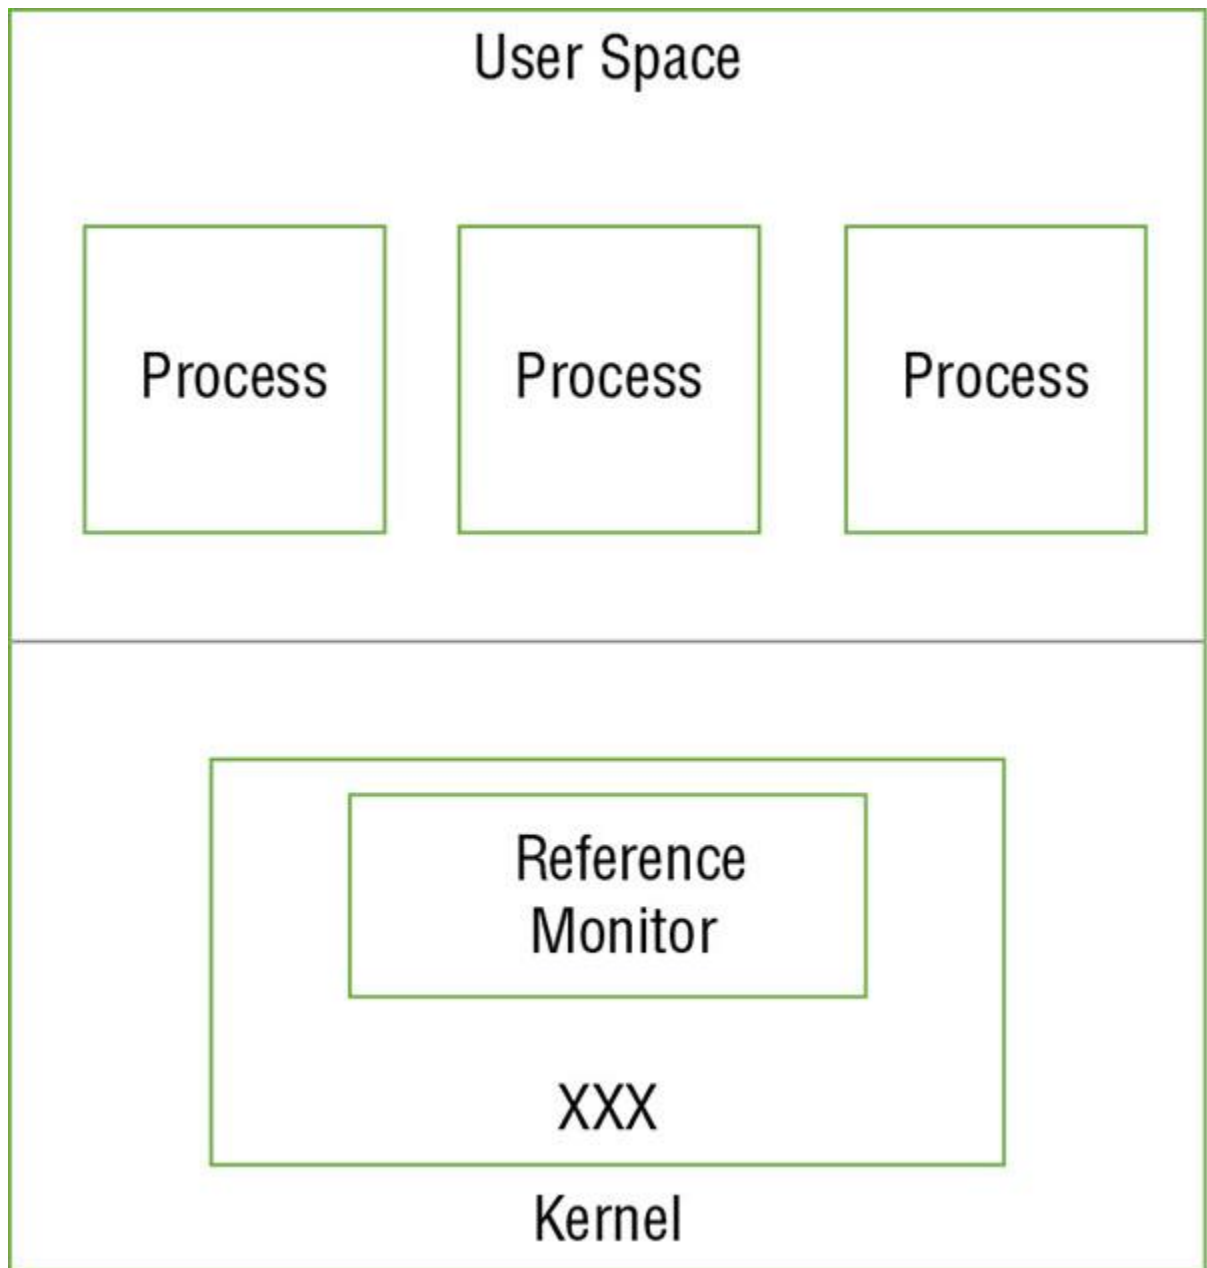 User Space
Process Process Process
Reference
Monitor
XXX
Kernel